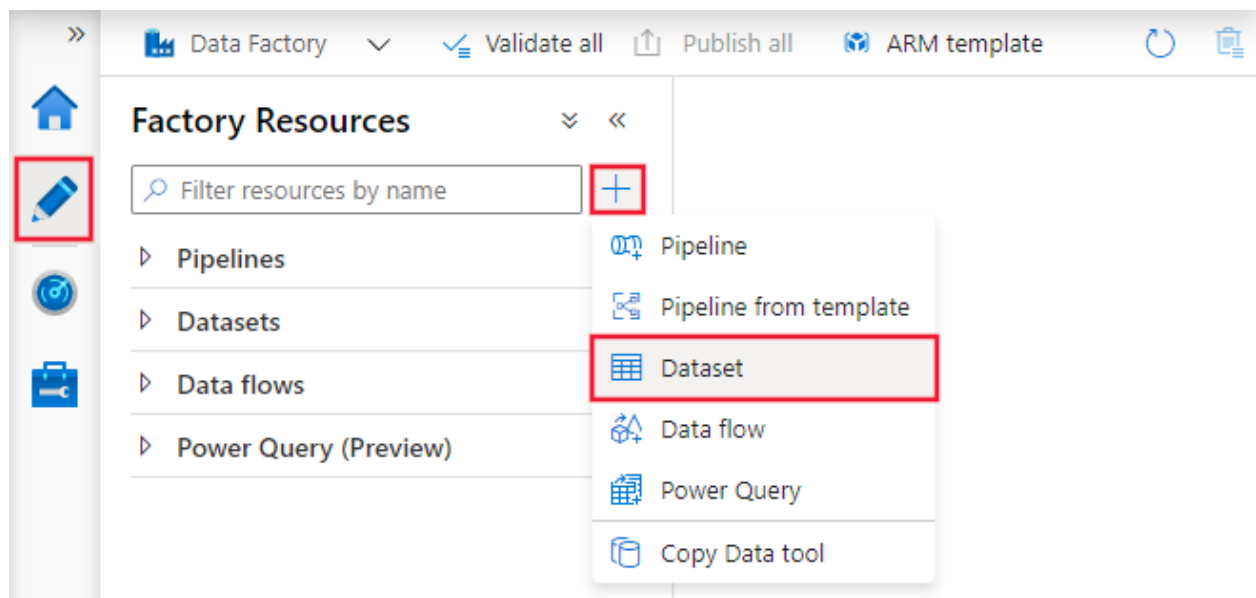 Data Factory
Validate all
Publish all
ARM template
Factory Resources
Filter resources by name
Pipelines
Datasets
Data flows
Power Query (Preview)
Pipeline
Pipeline from template
Dataset
Data flow
Power Query
Copy Data tool